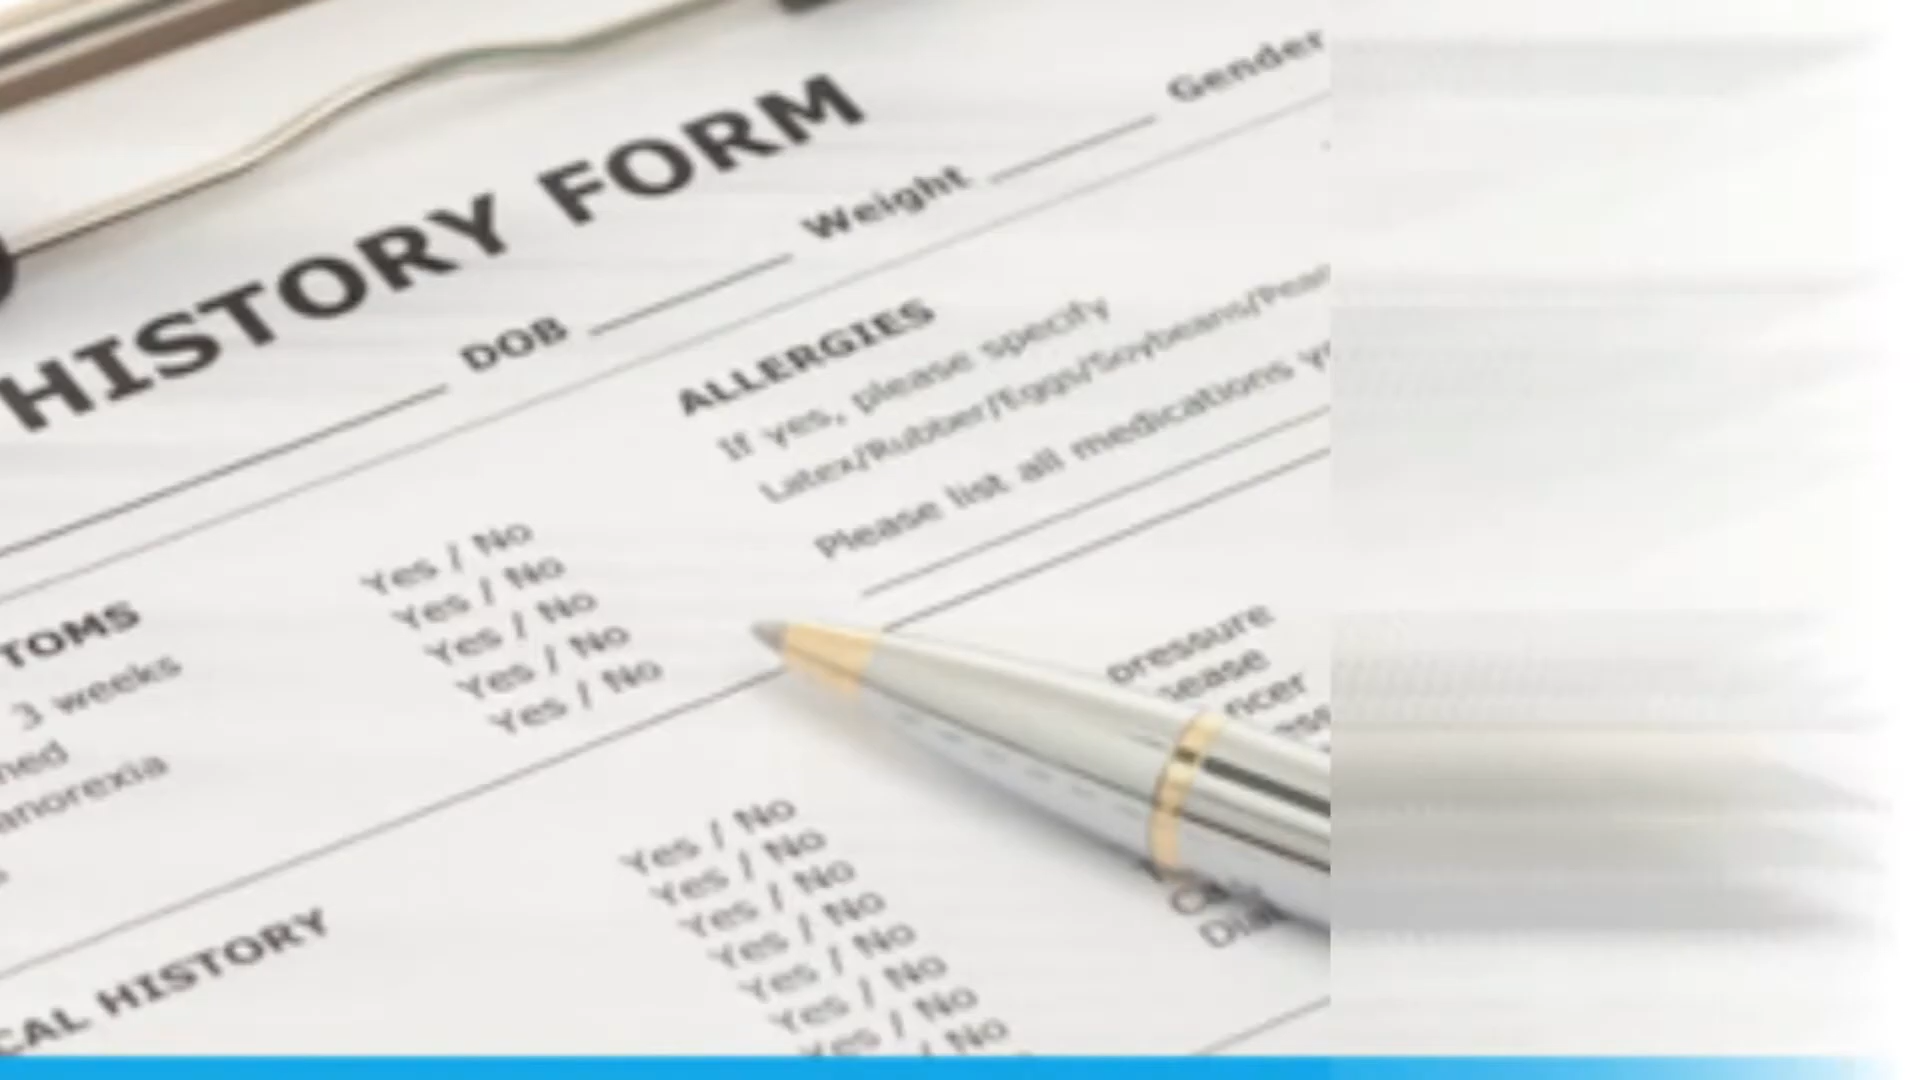 HISTORY FORM
DOB Weight Gender
ALLERGIES
If yes, please specify
Latex/Rubber/Eggs/Soybeans/
Please list all medications
TOMS
3 weeks
anorexia
Yes / No
Yes / No
Yes / No
Yes / No
Yes / No
pressure
CAL HISTORY
Yes / No
Yes / No
Yes / No
Yes / No
Yes / No
Yes / No
Yes / No
Yes / No